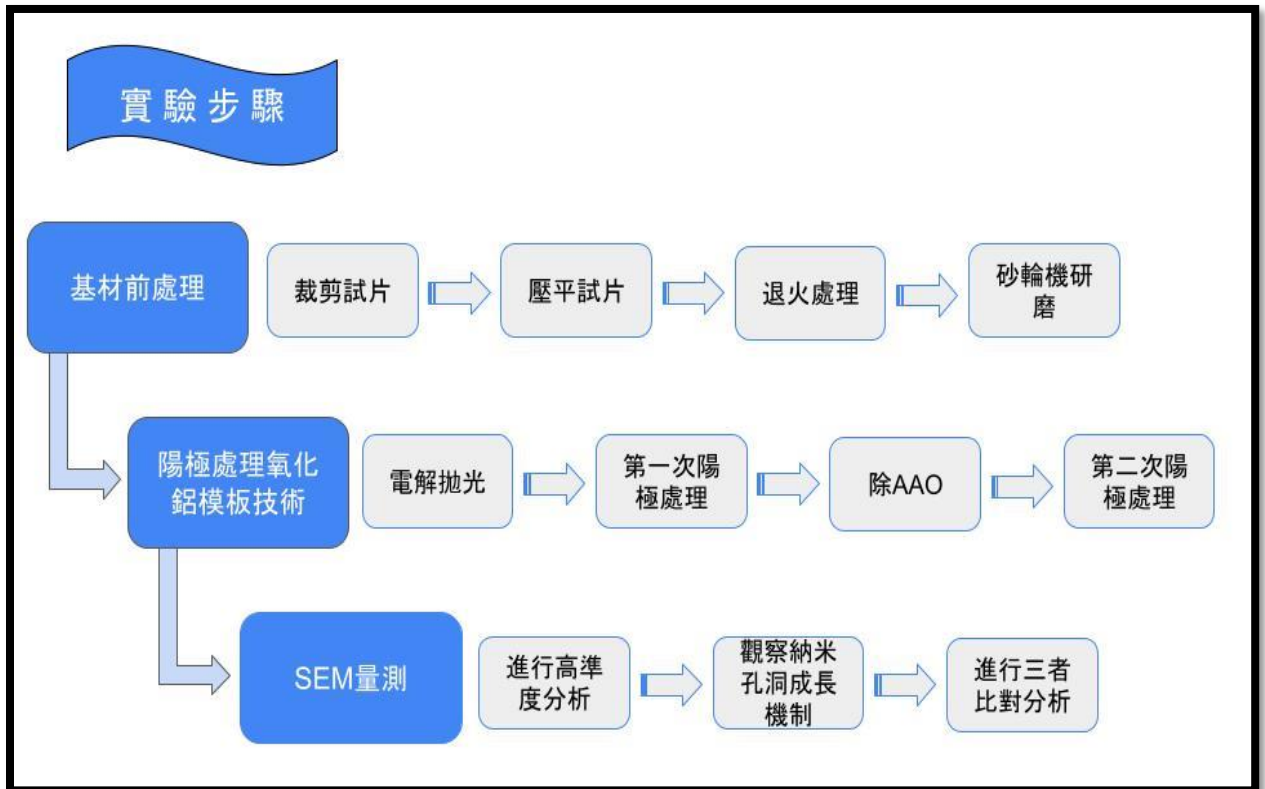 實驗步驟
基材前處理
裁剪試片
壓平試片
退火處理
砂輪機研
磨
陽極處理氧化
鋁模板技術
電解拋光
第一次陽
極處理
除AAO
第二次陽
極處理
SEM量測
進行高準
度分析
觀察納米
孔洞成長
機制
進行三者
比對分析